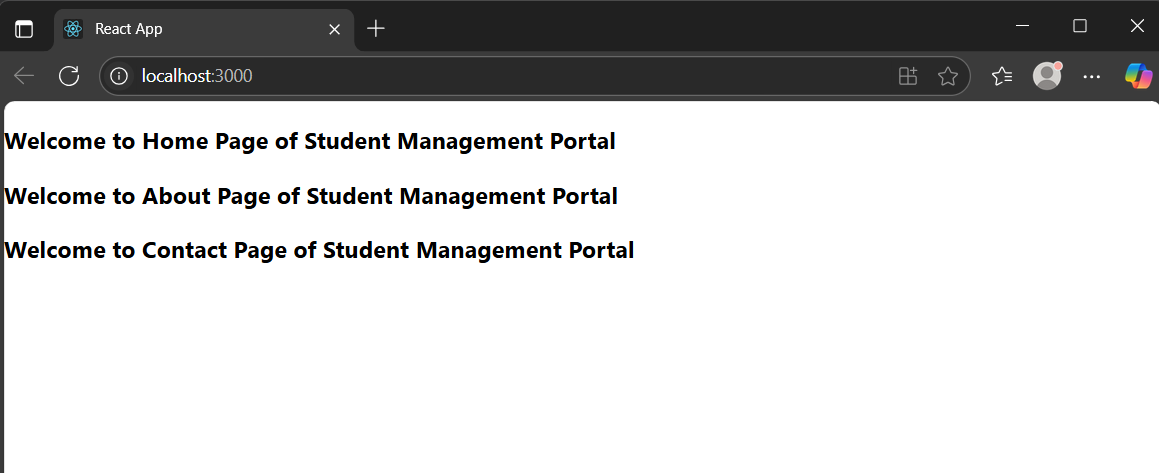 React App
localhost:3000
Welcome to Home Page of Student Management Portal
Welcome to About Page of Student Management Portal
Welcome to Contact Page of Student Management Portal